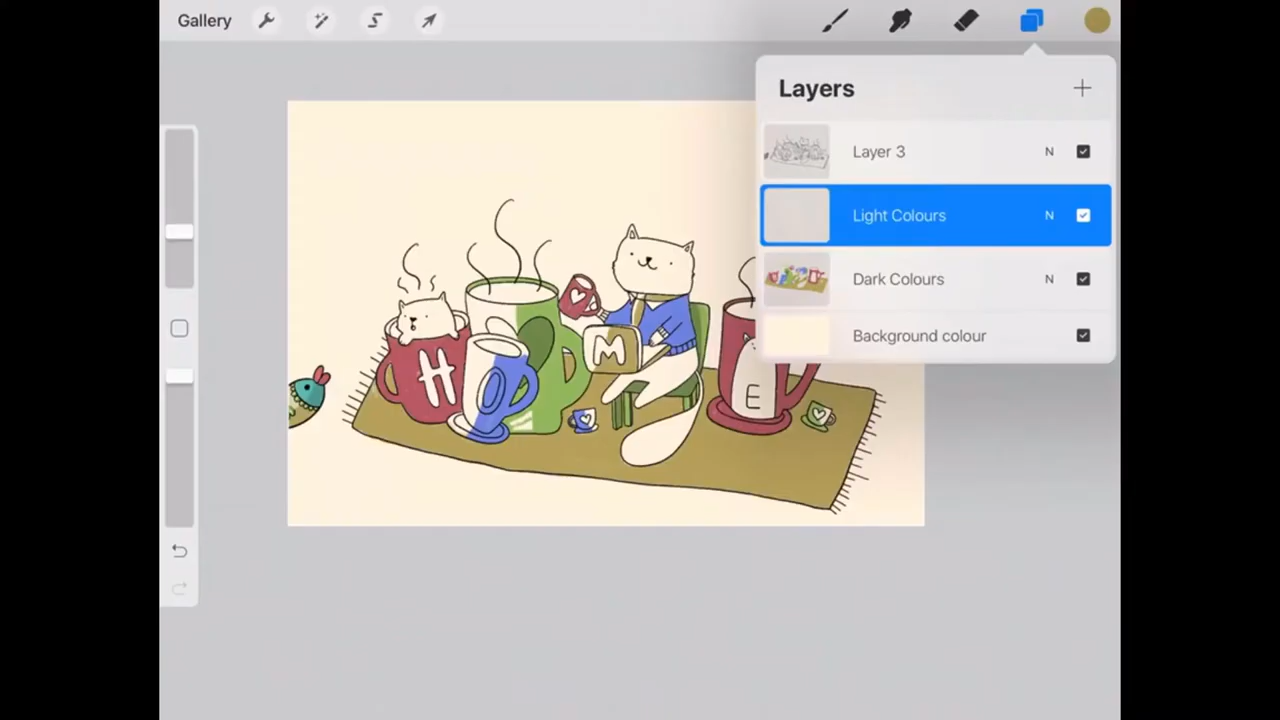 Gallery
Layers
Layer 3 N
Light Colours N
Dark Colours N
Background colour
H O M E